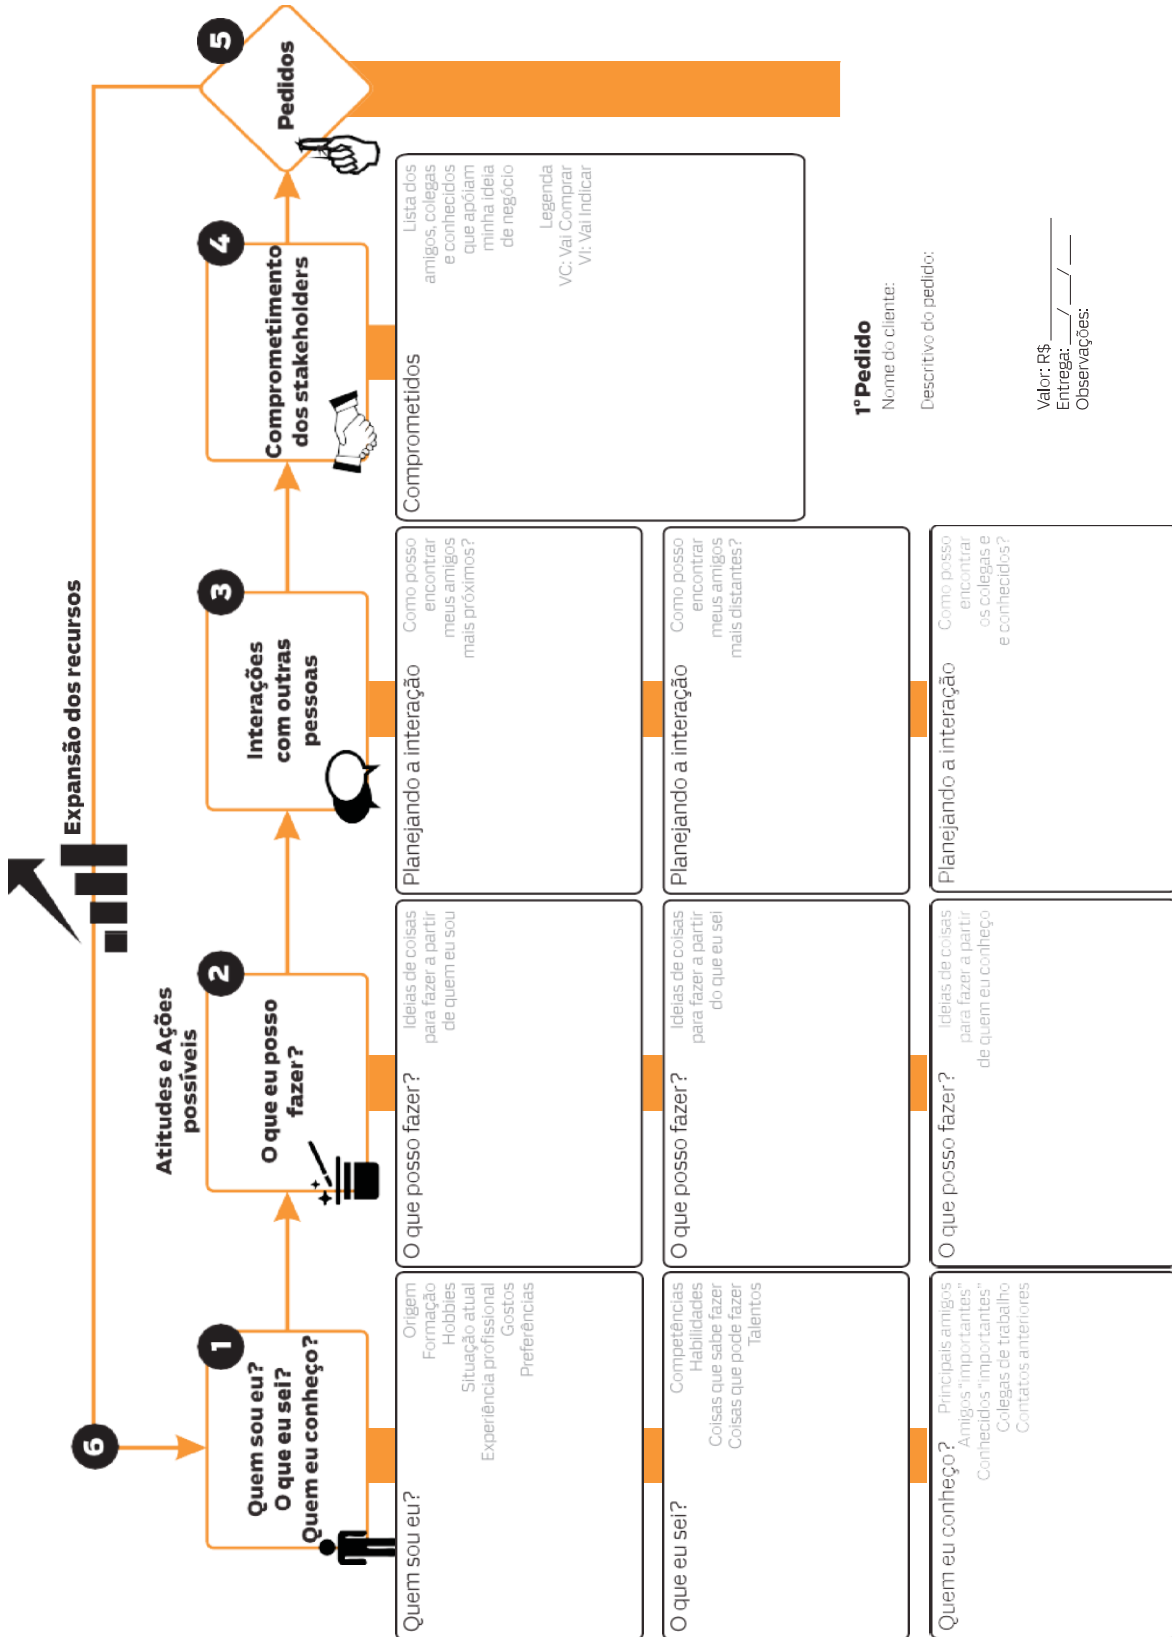 Expansão dos recursos
6
Atitudes e Ações
possíveis
1
Quem sou eu?
O que eu sei?
Quem eu conheço?
2
O que eu posso
fazer?
3
Interações
com outras
pessoas
4
Comprometimento
dos stakeholders
5
Pedidos
Quem sou eu?
Origem
Formação
Hobbies
Situação atual
Experiência profissional
Gostos
Preferências
O que posso fazer?
Ideias de coisas
para fazer a partir
de quem eu sou
Planejando a interação
Como posso
encontrar
meus amigos
mais próximos?
Comprometidos
Lista dos
amigos, colegas
e conhecidos
que apóiam
minha ideia
de negócio
Legenda
VC: Vai Comprar
VI: Vai Indicar
O que eu sei?
Competências
Habilidades
Coisas que sabe fazer
Coisas que pode fazer
Talentos
O que posso fazer?
Ideias de coisas
para fazer a partir
do que eu sei
Planejando a interação
Como posso
encontrar
meus amigos
mais distantes?
Quem eu conheço?
Principais amigos
Amigos "importantes"
Conhecidos "importantes"
Colegas de trabalho
Contatos anteriores
O que posso fazer?
Ideias de coisas
para fazer a partir
de quem eu conheço
Planejando a interação
Como posso
encontrar
os colegas e
e conhecidos?
1º Pedido
Nome do cliente:
Descritivo do pedido:
Valor: R$ ____________
Entrega: ___/___/___
Observações: